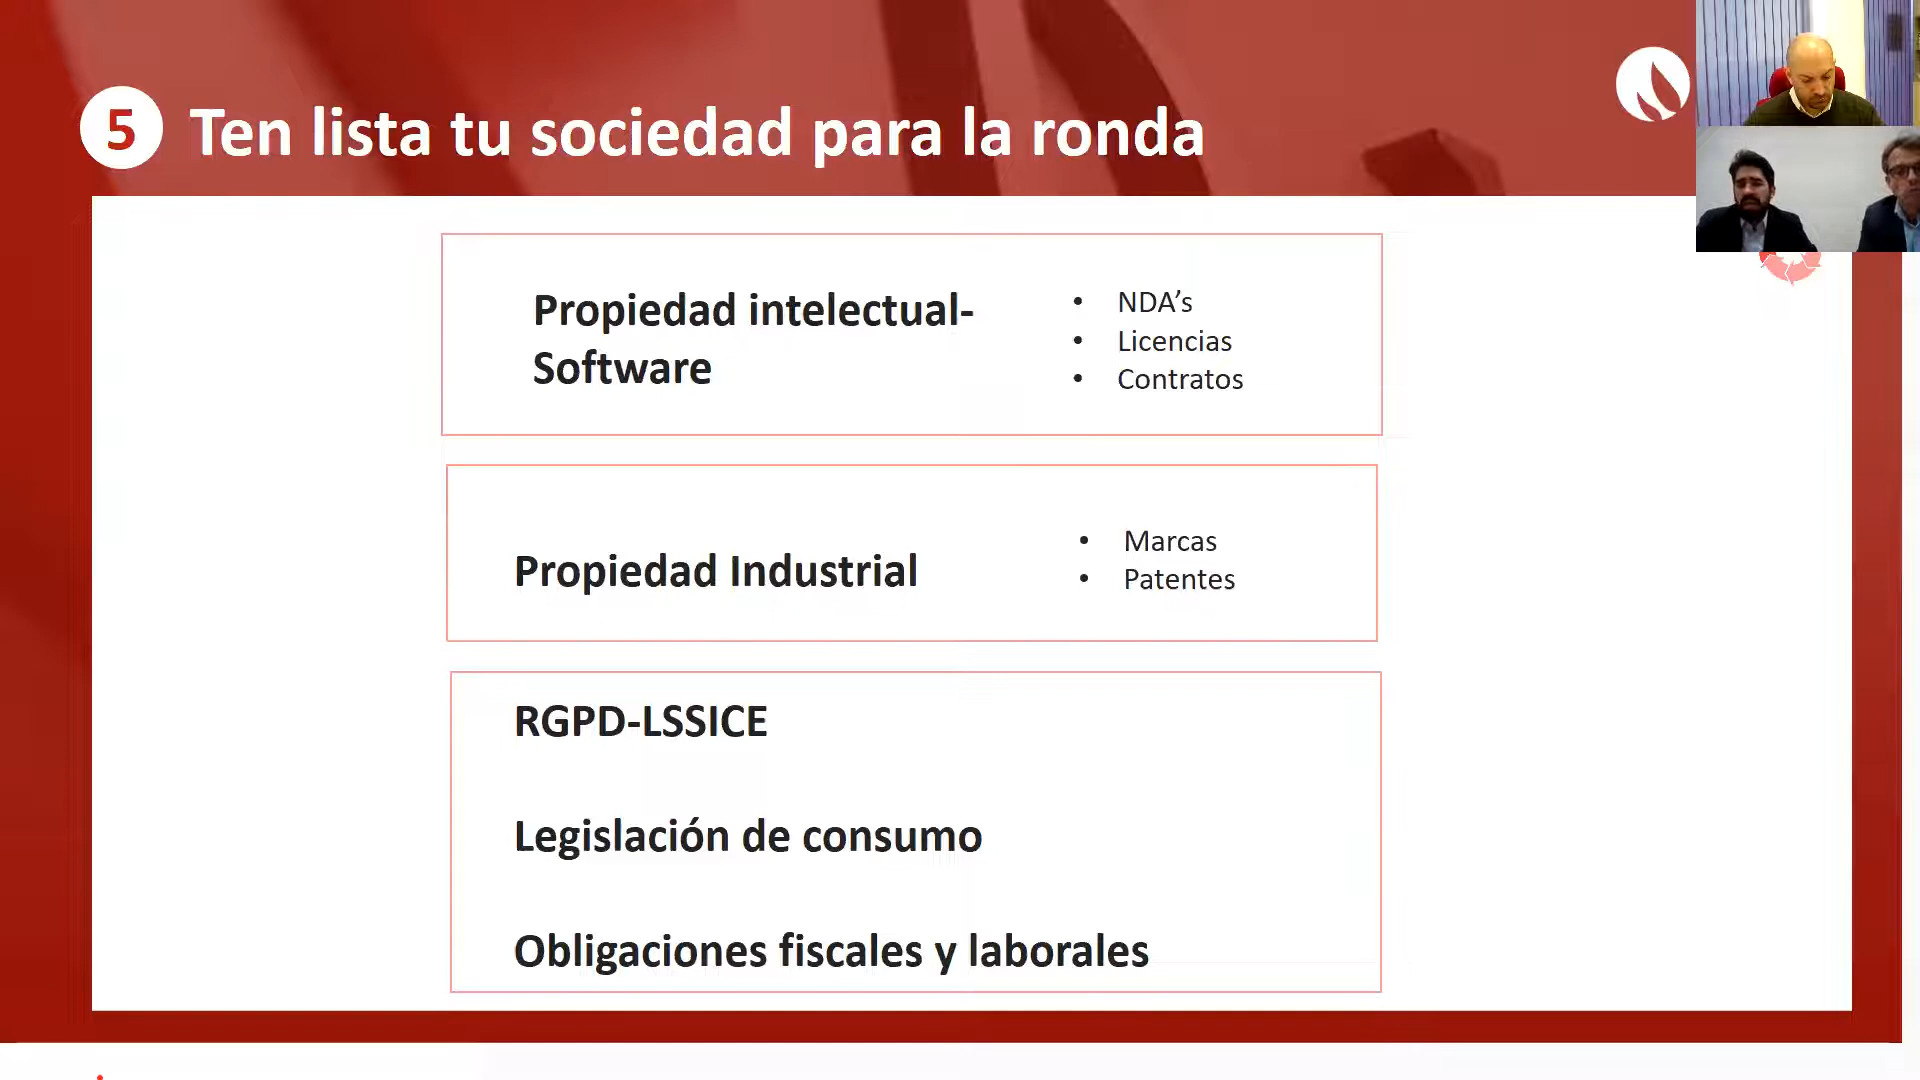 5 Ten lista tu sociedad para la ronda
Propiedad intelectual-
Software
• NDA’s
• Licencias
• Contratos
Propiedad Industrial
• Marcas
• Patentes
RGPD-LSSICE
Legislación de consumo
Obligaciones fiscales y laborales